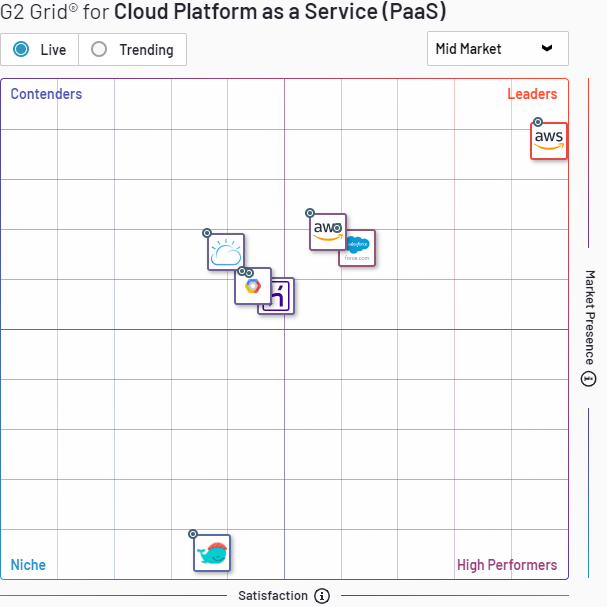 G2 Grid® for Cloud Platform as a Service (PaaS)
Live
Trending
Mid Market
Contenders
Leaders
aws
aws
salesforce
force.com
Market Presence
Niche
High Performers
Satisfaction